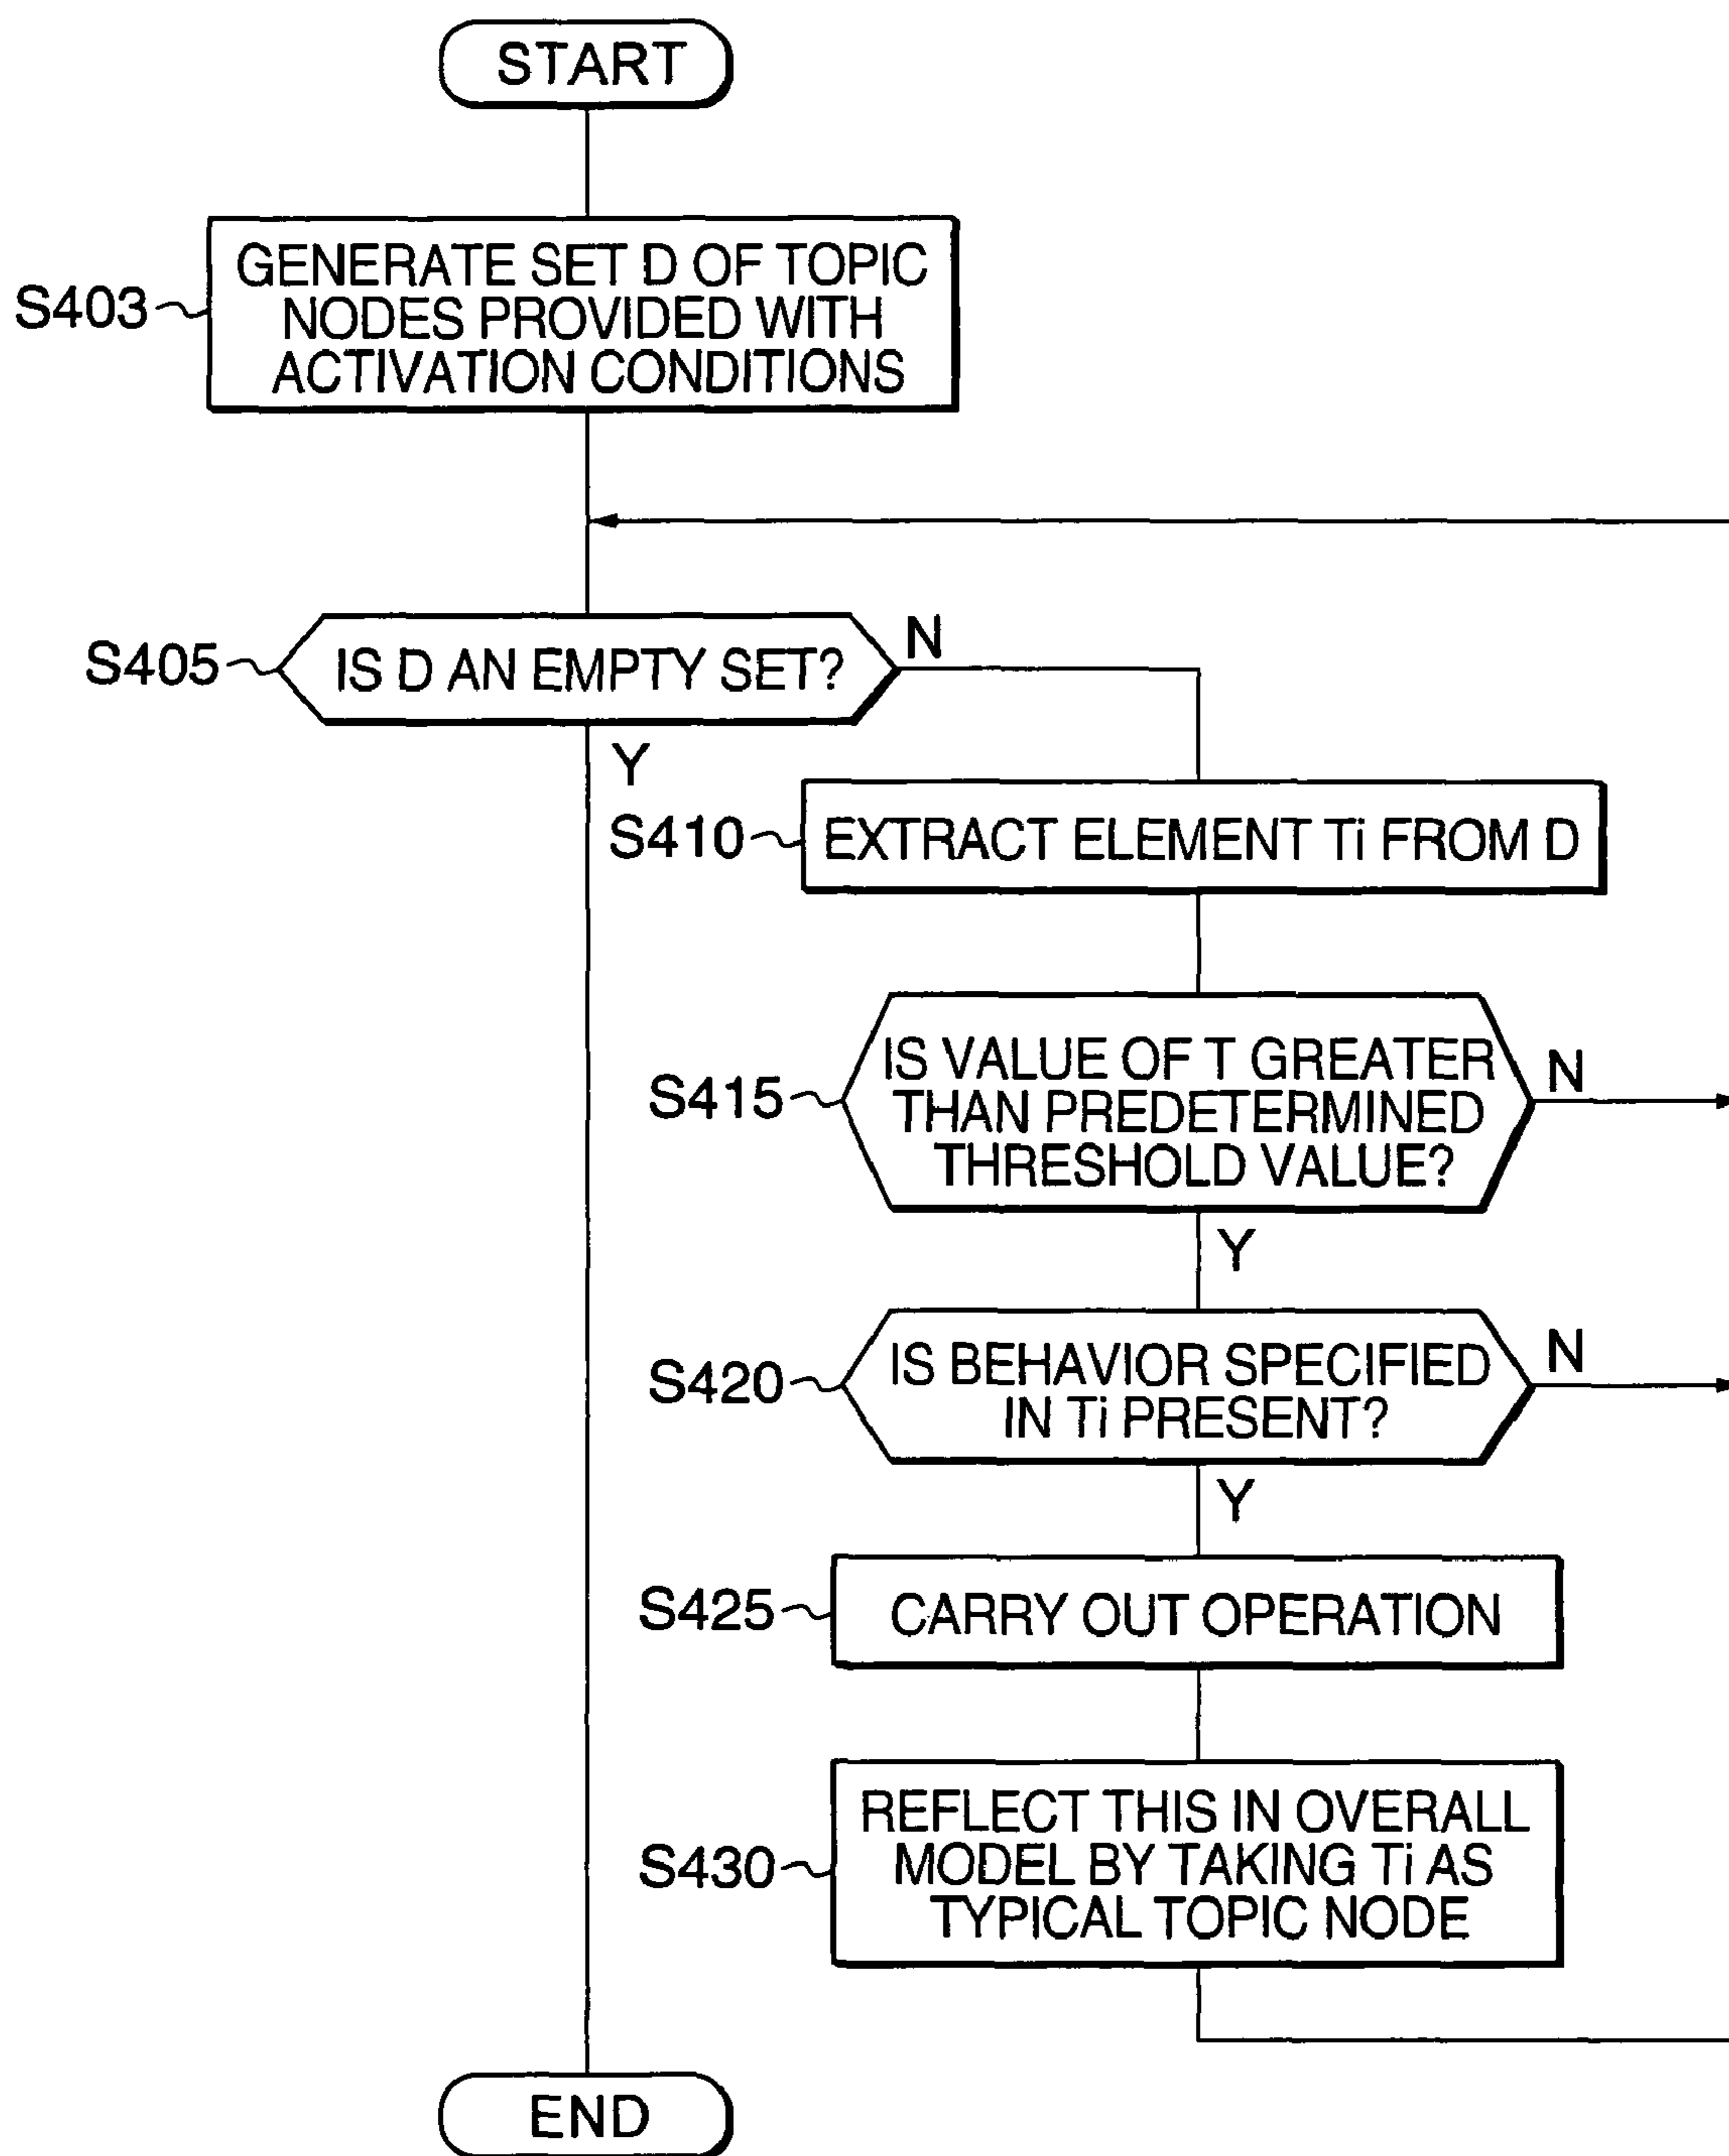 START
S403
GENERATE SET D OF TOPIC
NODES PROVIDED WITH
ACTIVATION CONDITIONS
S405
IS D AN EMPTY SET?
N
Y
S410
EXTRACT ELEMENT Ti FROM D
S415
IS VALUE OF T GREATER
THAN PREDETERMINED
THRESHOLD VALUE?
N
Y
S420
IS BEHAVIOR SPECIFIED
IN Ti PRESENT?
N
Y
S425
CARRY OUT OPERATION
S430
REFLECT THIS IN OVERALL
MODEL BY TAKING Ti AS
TYPICAL TOPIC NODE
END